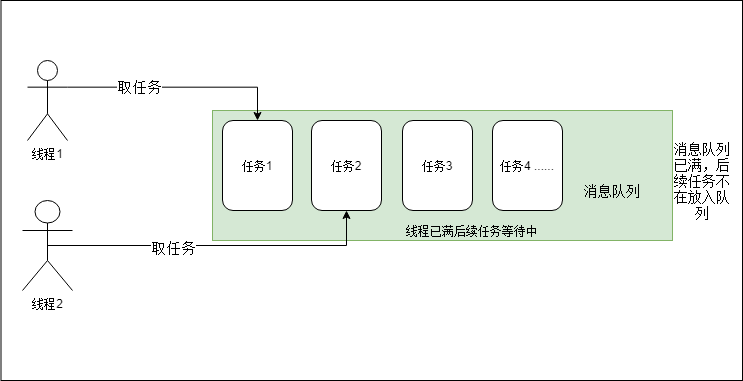 取任务
线程1
任务1
任务2
任务3
任务4 ......
消息队列
消息队列
已满，后
续任务不
在放入队
列
线程已满后续任务等待中
取任务
线程2